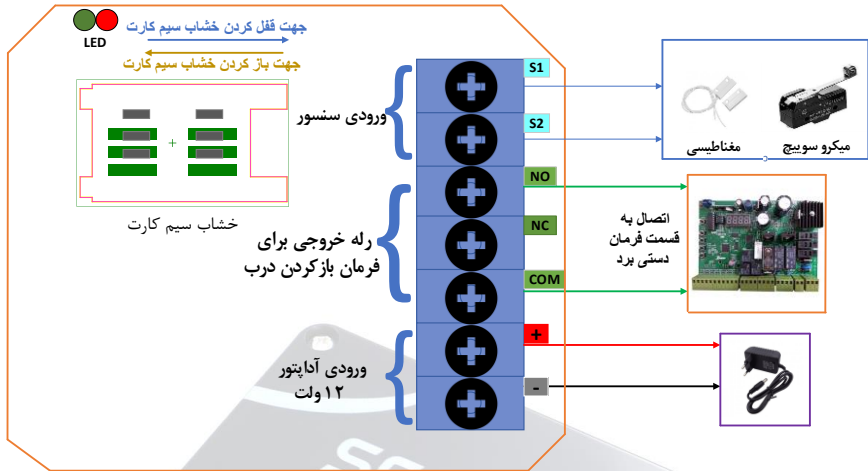 LED
جهت قفل کردن خشاب سیم کارت
جهت باز کردن خشاب سیم کارت
خشاب سیم کارت
ورودی سنسور
S1
S2
میکرو سوییچ
مغناطیسی
رله خروجی برای
فرمان بازکردن درب
NO
NC
COM
اتصال به
قسمت فرمان
دستی برد
ورودی آداپتور
۱۲ ولت
+
-